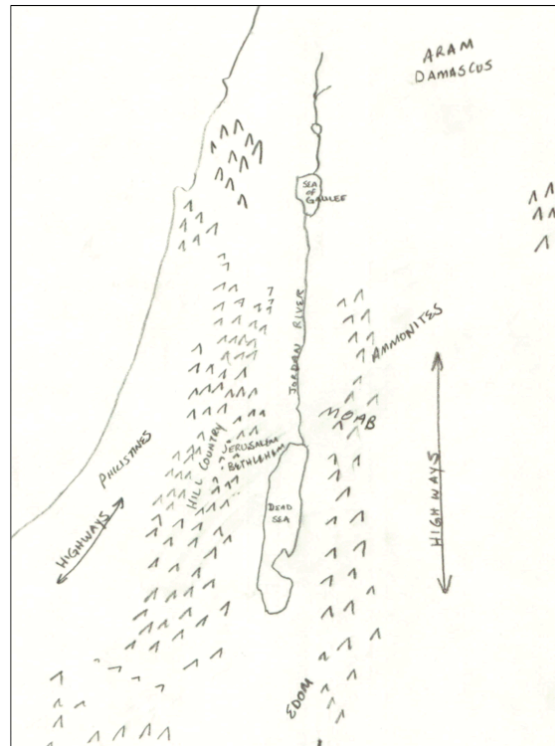 ARAM
DAMASCUS
SEA
OF
GALILEE
JORDAN RIVER
AMMONITES
MOAB
JERUSALEM
BETHLEHEM
HILL COUNTRY
PHILISTINES
HIGHWAYS
HIGHWAYS
DEAD
SEA
EDOM